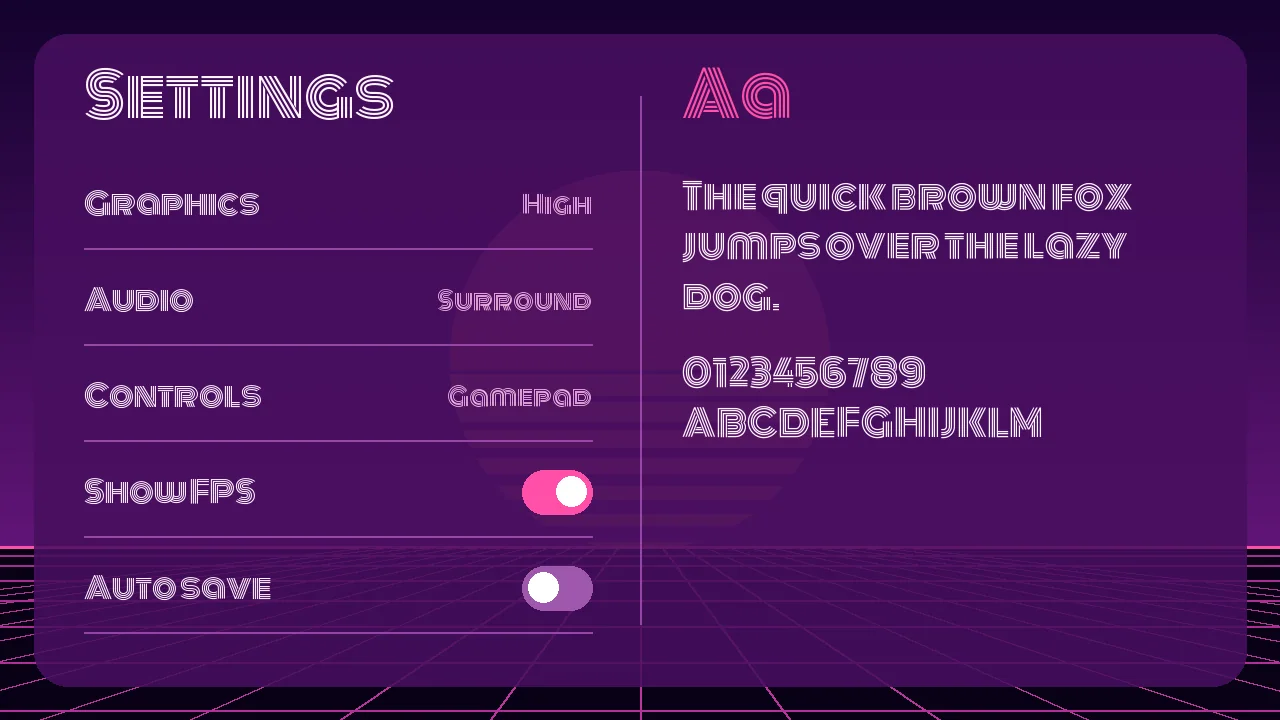 Settings
Graphics High
Audio Surround
Controls Gamepad
Show FPS
Autosave
Aa
The quick brown fox
jumps over the lazy
dog.
0123456789
ABCDEFGHIJKLM